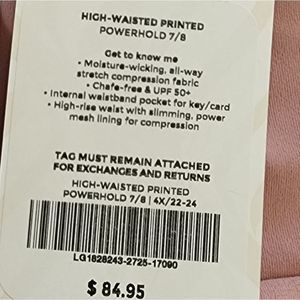 HIGH-WAISTED PRINTED
POWERHOLD 7/8
Get to know me
• Moisture-wicking, all-way
stretch compression fabric
• Chafe-free & UPF 50+
• Internal waistband pocket for key/card
• High-rise waist with slimming, power
mesh lining for compression
TAG MUST REMAIN ATTACHED
FOR EXCHANGES AND RETURNS
HIGH-WAISTED PRINTED
POWERHOLD 7/8 | 4X/22-24
LG1828243-2725-17090
$ 84.95